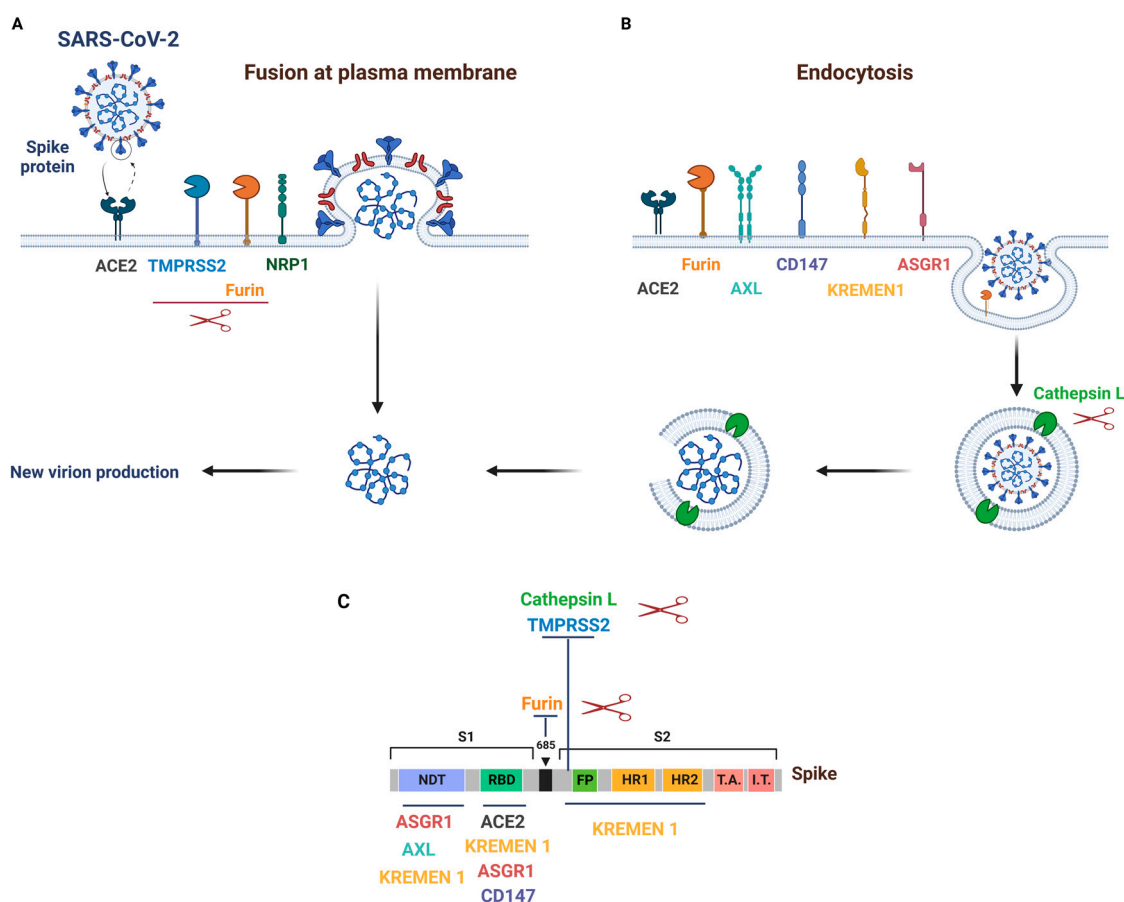 A
SARS-CoV-2
Fusion at plasma membrane
Spike
protein
ACE2
TMPRSS2
NRP1
Furin
B
Endocytosis
Furin
CD147
ASGR1
ACE2
AXL
KREMEN1
Cathepsin L
New virion production
C
Cathepsin L
TMPRSS2
Furin
S1
685
S2
NDT
RBD
FP
HR1
HR2
T.A.
I.T.
Spike
ASGR1
AXL
KREMEN 1
ACE2
KREMEN 1
ASGR1
CD147
KREMEN 1